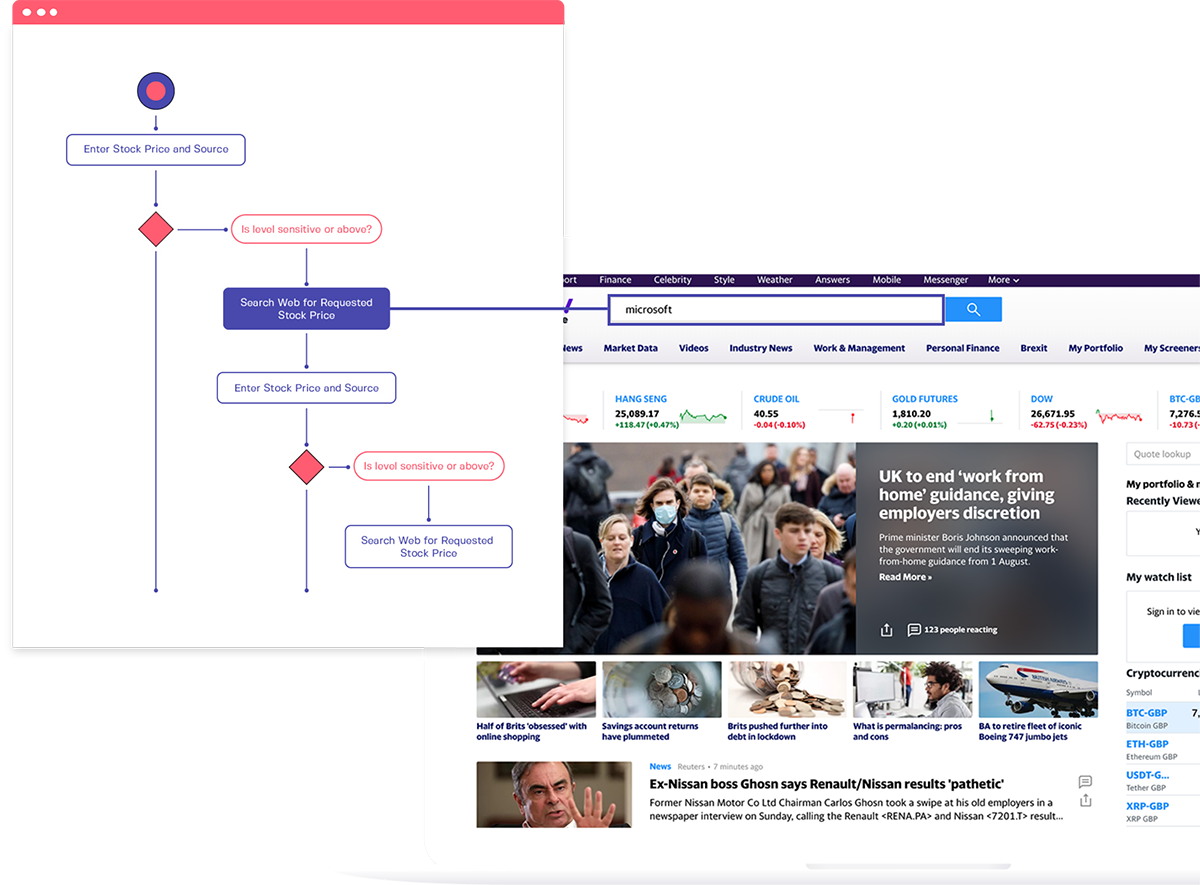 Enter Stock Price and Source
Is level sensitive or above?
Search Web for Requested
Stock Price
Enter Stock Price and Source
Is level sonsitive or above?
Search Web for Requested
Stock Price
ort Finance Celebrity Style Weather Answers Mobile Messenger More
microsoft
News Market Data Videos Industry News Work & Management Personal Finance Brexit My Portfolio My Screeners
HANG SENG
25,089.17
+118.47 (+0.47%)
CRUDE OIL
40.55
-0.04 (-0.10%)
GOLD FUTURES
1,810.20
+0.20 (+0.01%)
DOW
26,671.95
-62.75 (-0.23%)
BTC-GB
7,276.5
-10.73 (-
UK to end ‘work from
home’ guidance, giving
employers discretion
Prime minister Boris Johnson announced that
the government will end its sweeping work-
from-home guidance from 1 August.
Read More »
123 people reacting
Quote lookup
My portfolio & m
Recently Viewe
Y
My watch list
Sign in to vie
Half of Brits 'obsessed' with
online shopping
Savings account returns
have plummeted
Brits pushed further into
debt in lockdown
What is permalancing: pros
and cons
BRITISH AIRWAYS
BA to retire fleet of iconic
Boeing 747 jumbo jets
Cryptocurrenc
Symbol
BTC-GBP 7,
Bitcoin GBP
ETH-GBP
Ethereum GBP
USDT-G...
Tether GBP
XRP-GBP
XRP GBP
News Reuters • 7 minutes ago
Ex-Nissan boss Ghosn says Renault/Nissan results 'pathetic'
Former Nissan Motor Co Ltd Chairman Carlos Ghosn took a swipe at his old employers in a
newspaper interview on Sunday, calling the Renault <RENA.PA> and Nissan <7201.T> result...